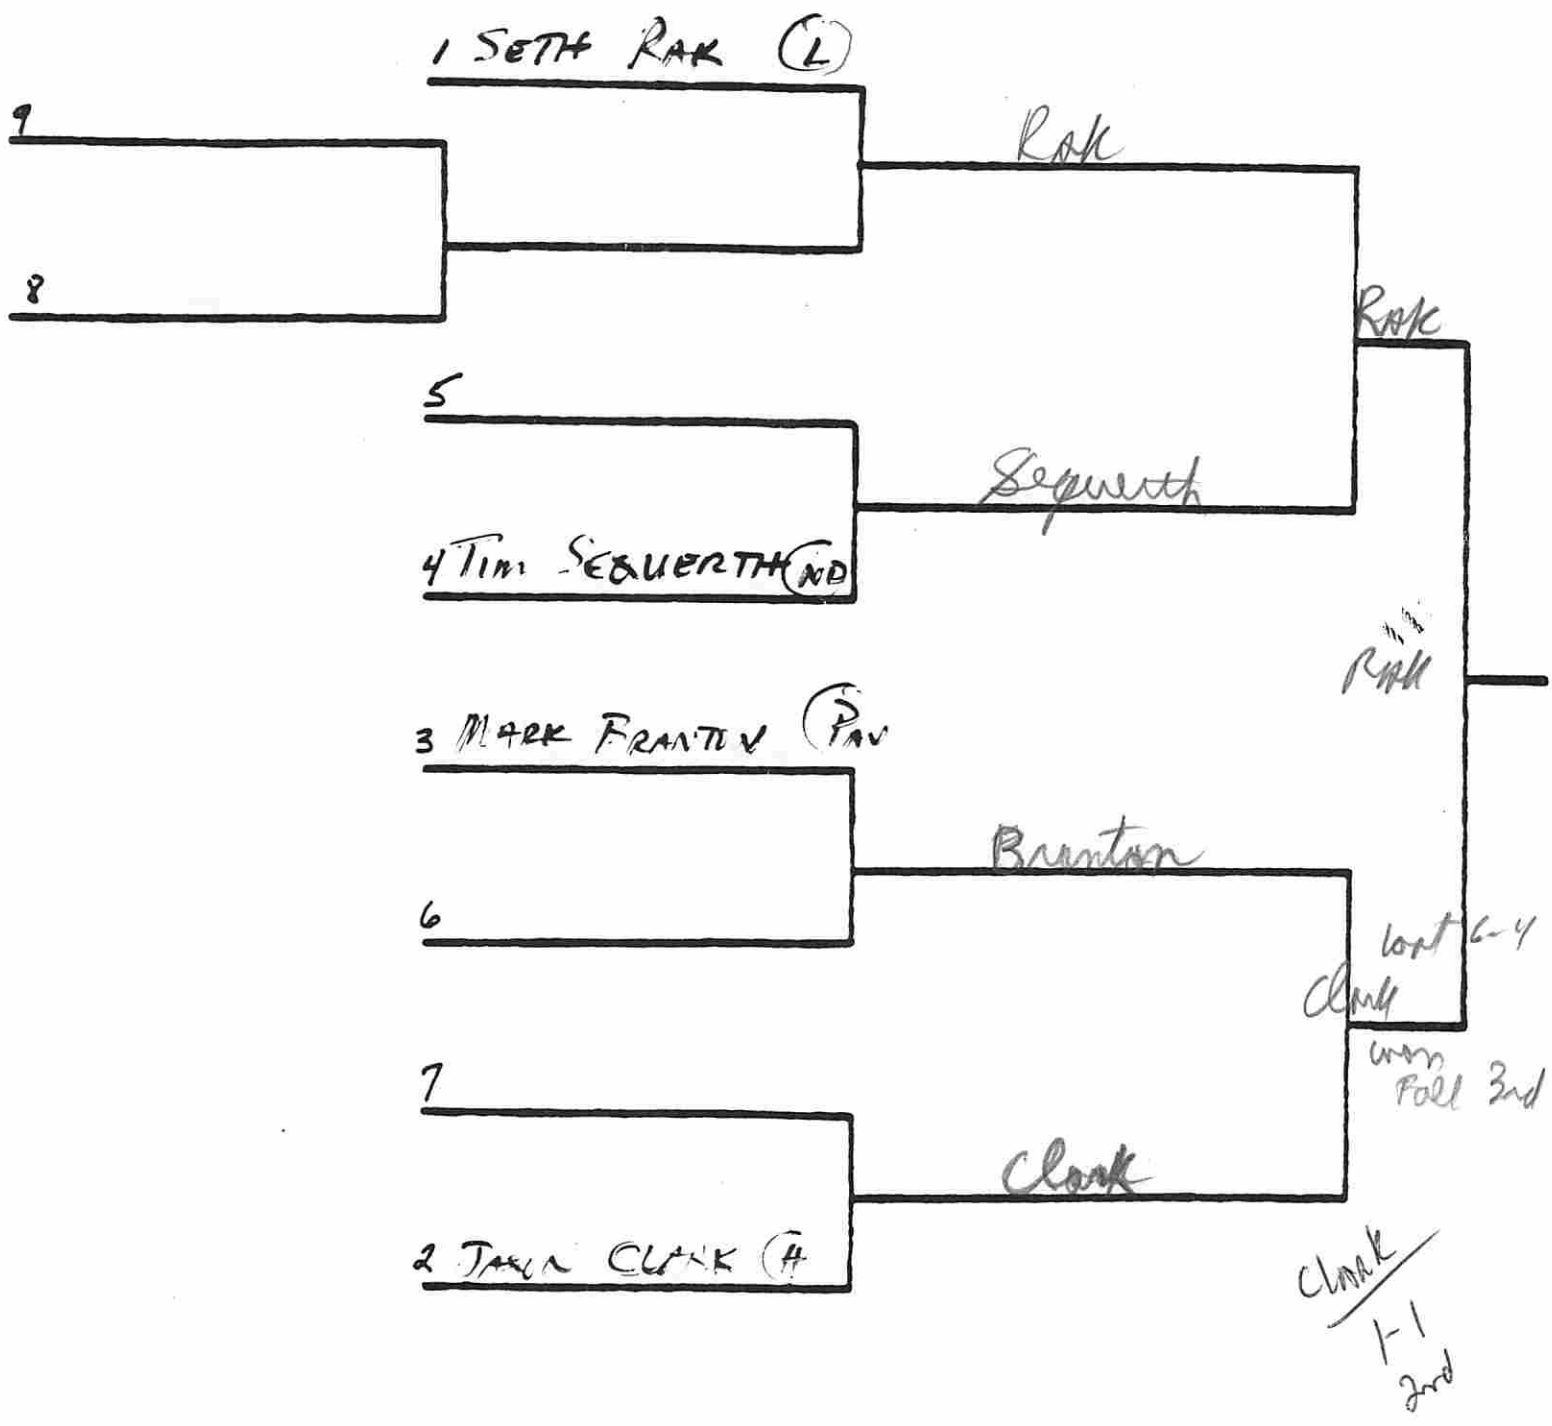 1 SETH RAK (L)
9
Rak
8
Rak
5
Sequerth
4 Tim SEQUERTH (ND)
Rak
3 MARK BRANTON (PAV
Branton
6
lost 6-4
Clark
won
Fall 3rd
7
Clark
2 JASON CLARK (H
Clark
1-1
2nd